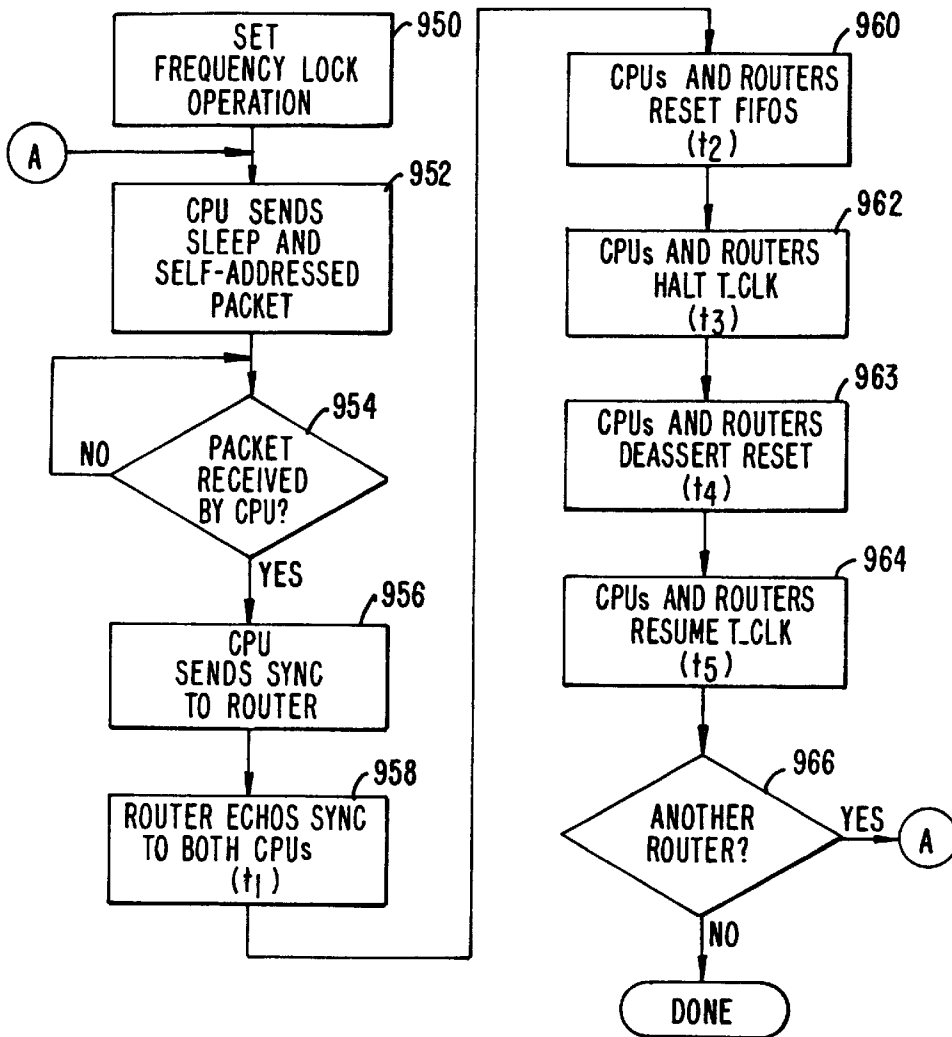 950
SET
FREQUENCY LOCK
OPERATION
A
952
CPU SENDS
SLEEP AND
SELF-ADDRESSED
PACKET
954
NO
PACKET
RECEIVED
BY CPU?
YES
956
CPU
SENDS SYNC
TO ROUTER
958
ROUTER ECHOS SYNC
TO BOTH CPUs
(t1)
960
CPUs AND ROUTERS
RESET FIFOS
(t2)
962
CPUs AND ROUTERS
HALT T_CLK
(t3)
963
CPUs AND ROUTERS
DEASSERT RESET
(t4)
964
CPUs AND ROUTERS
RESUME T_CLK
(t5)
966
ANOTHER
ROUTER?
YES
A
NO
DONE